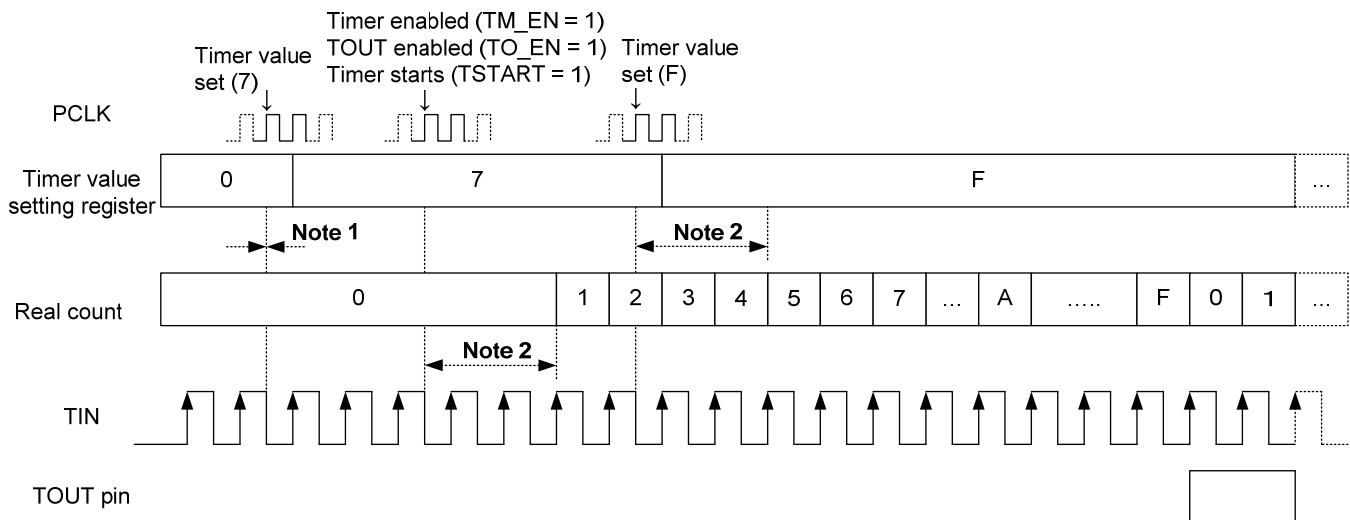 Timer enabled (TM_EN = 1)
TOUT enabled (TO_EN = 1)
Timer starts (TSTART = 1)
Timer value
set (7)
Timer value
set (F)
PCLK
Timer value
setting register
0 7 F ...
Note 1
Note 2
Real count
0 1 2 3 4 5 6 7 ... A ..... F 0 1 ...
Note 2
TIN
TOUT pin